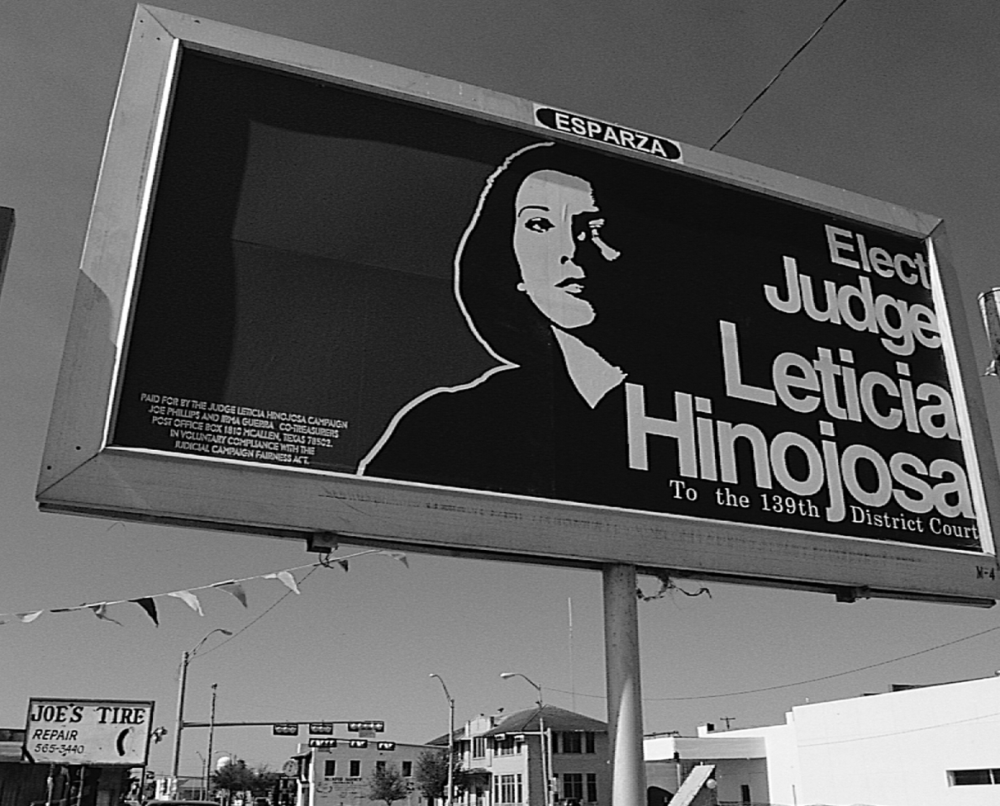 ESPARZA
Elect
Judge
Leticia
Hinojosa
To the 139th District Court
PAID FOR BY THE JUDGE LETICIA HINOJOSA CAMPAIGN
JOE PHILLIPS AND IRMA GUERRA CO-TREASURERS
POST OFFICE BOX 1810 MCALLEN, TEXAS 78502.
IN VOLUNTARY COMPLIANCE WITH THE
JUDICIAL CAMPAIGN FAIRNESS ACT.
M-4
JOE'S TIRE
REPAIR
565-3440